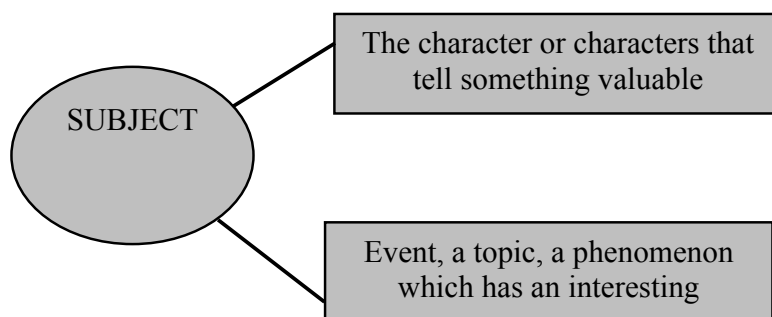 The character or characters that
tell something valuable
SUBJECT
Event, a topic, a phenomenon
which has an interesting